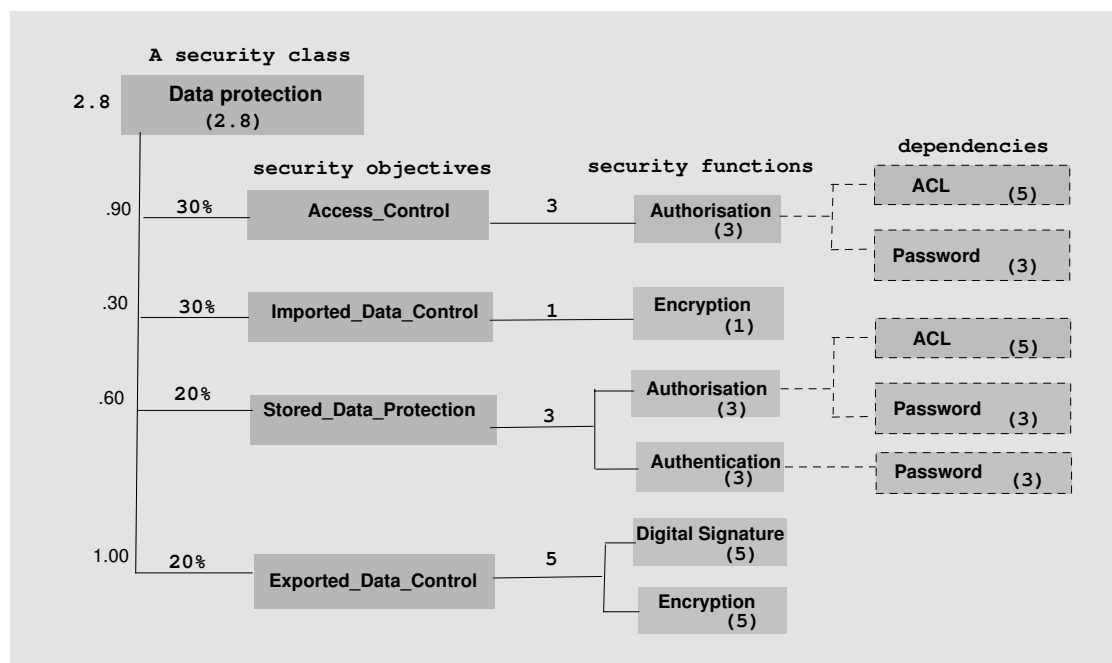 A security class
2.8
Data protection
(2.8)
security objectives
security functions
dependencies
.90
30%
Access_Control
3
Authorisation
(3)
ACL
(5)
Password
(3)
.30
30%
Imported_Data_Control
1
Encryption
(1)
.60
20%
Stored_Data_Protection
3
Authorisation
(3)
ACL
(5)
Password
(3)
Authentication
(3)
Password
(3)
1.00
20%
Exported_Data_Control
5
Digital Signature
(5)
Encryption
(5)